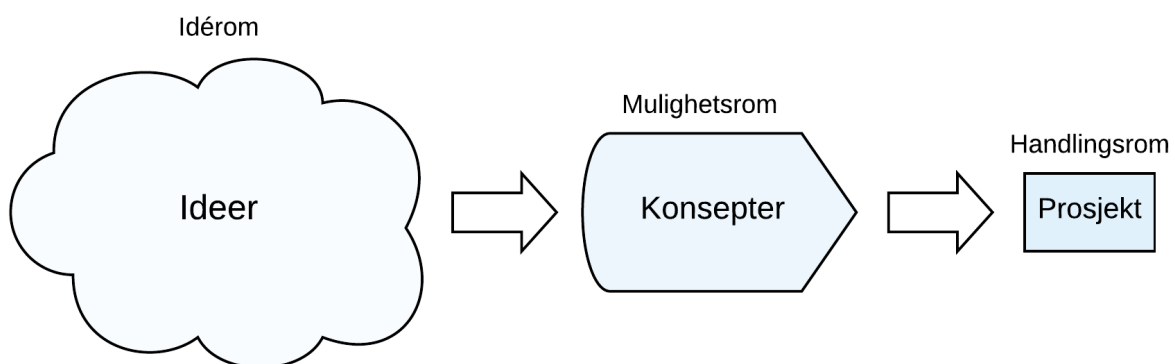 Idérom
Ideer
Mulighetsrom
Konsepter
Handlingsrom
Prosjekt